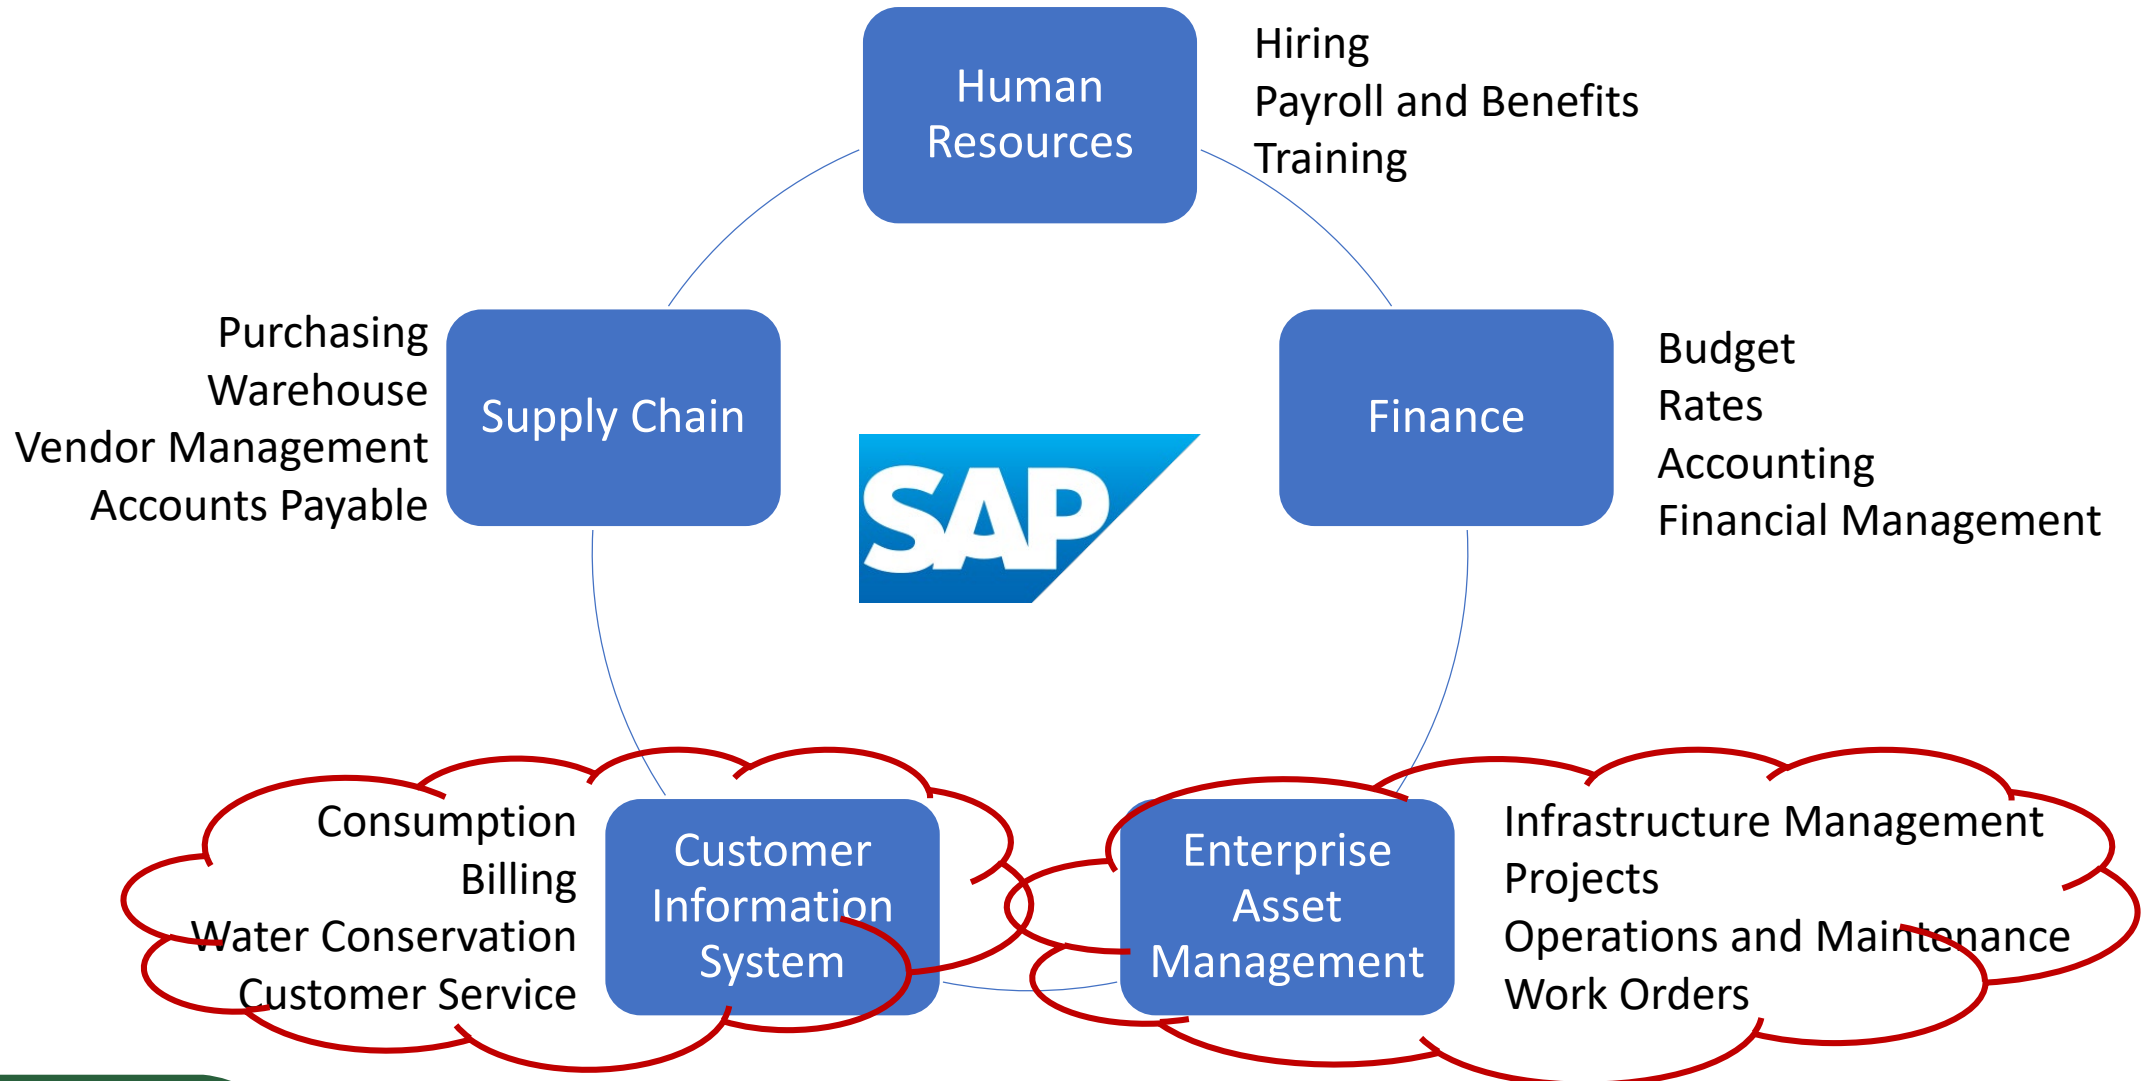 Human
Resources
Hiring
Payroll and Benefits
Training
Purchasing
Warehouse
Vendor Management
Accounts Payable
Supply Chain
SAP
Finance
Budget
Rates
Accounting
Financial Management
Consumption
Billing
Water Conservation
Customer Service
Customer
Information
System
Enterprise
Asset
Management
Infrastructure Management
Projects
Operations and Maintenance
Work Orders